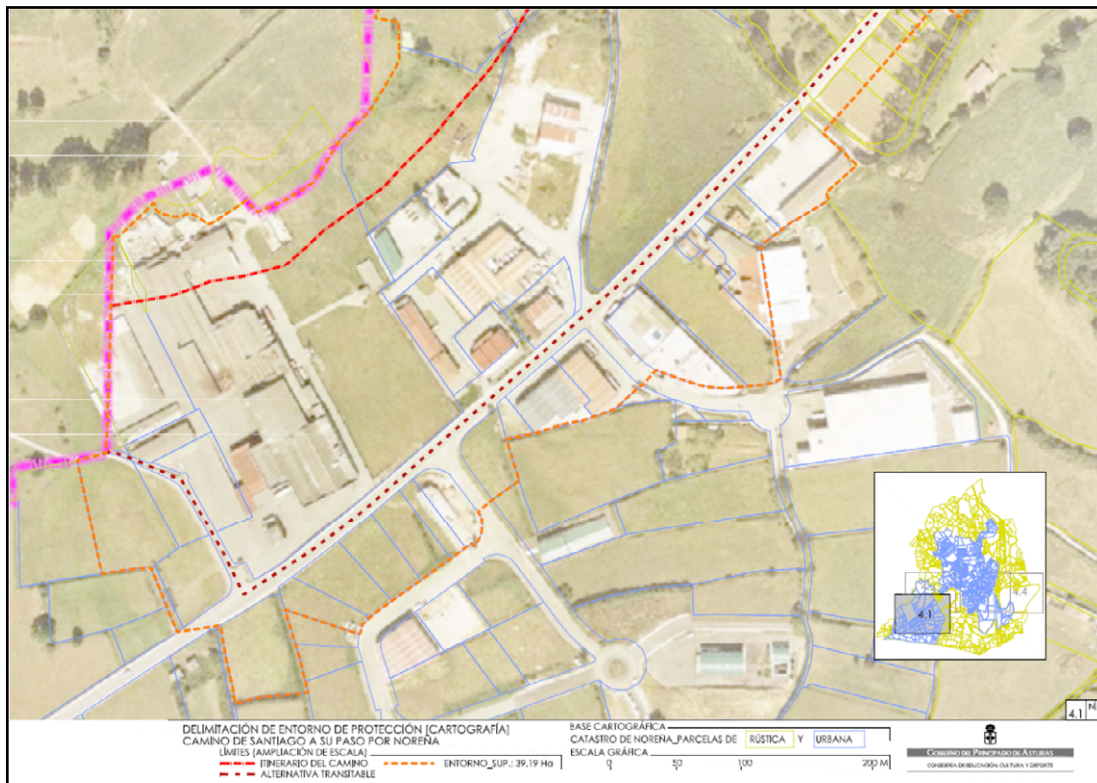 4.4
4.1
4.1 N
DELIMITACIÓN DE ENTORNO DE PROTECCIÓN (CARTOGRAFÍA)
CAMINO DE SANTIAGO A SU PASO POR NOREÑA
LÍMITES (AMPLIACIÓN DE ESCALA)
ITINERARIO DEL CAMINO
ENTORNO_SUP.: 39,19 Ha
ALTERNATIVA TRANSITABLE
BASE CARTOGRÁFICA
CATASTRO DE NOREÑA_PARCELAS DE RÚSTICA Y URBANA
ESCALA GRÁFICA
0 50 100 200 M
GOBIERNO DEL PRINCIPADO DE ASTURIAS
CONSEJERÍA DE EDUCACIÓN, CULTURA Y DEPORTE